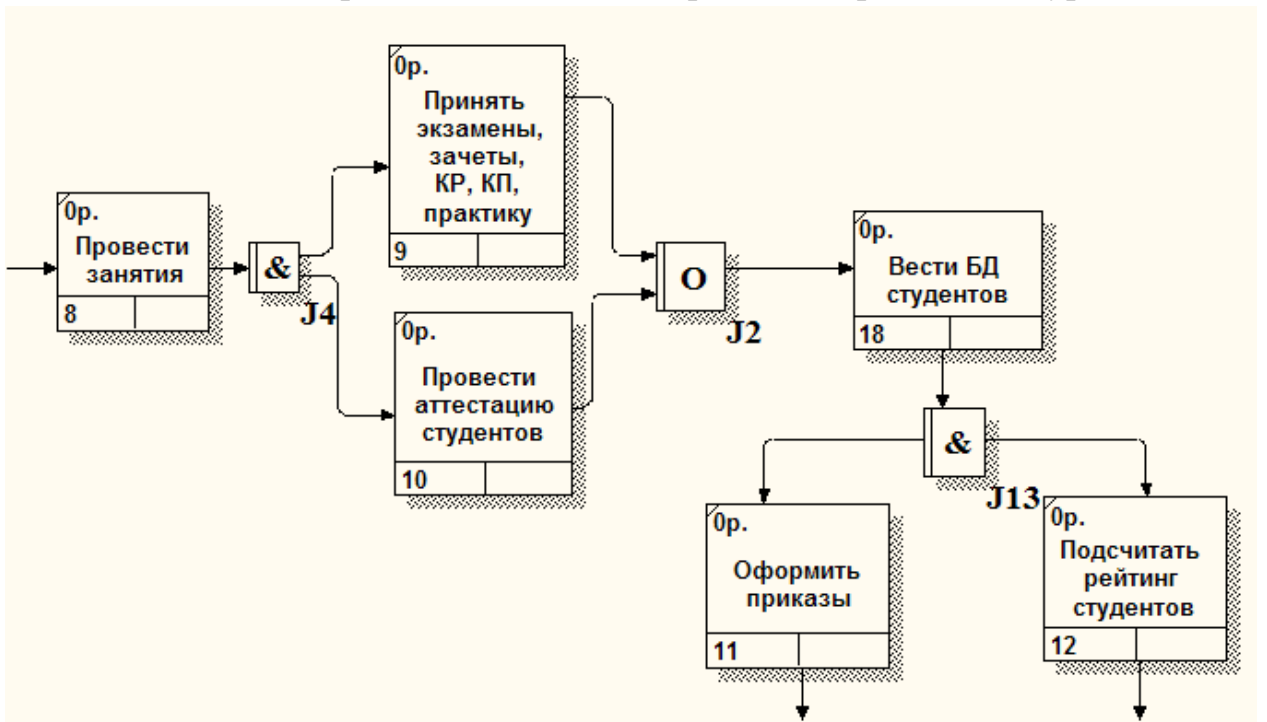 0р.
Провести
занятия
8
&
J4
0р.
Принять
экзамены,
зачеты,
КР, КП,
практику
9
0р.
Провести
аттестацию
студентов
10
O
J2
0р.
Вести БД
студентов
18
&
J13
0р.
Оформить
приказы
11
0р.
Подсчитать
рейтинг
студентов
12